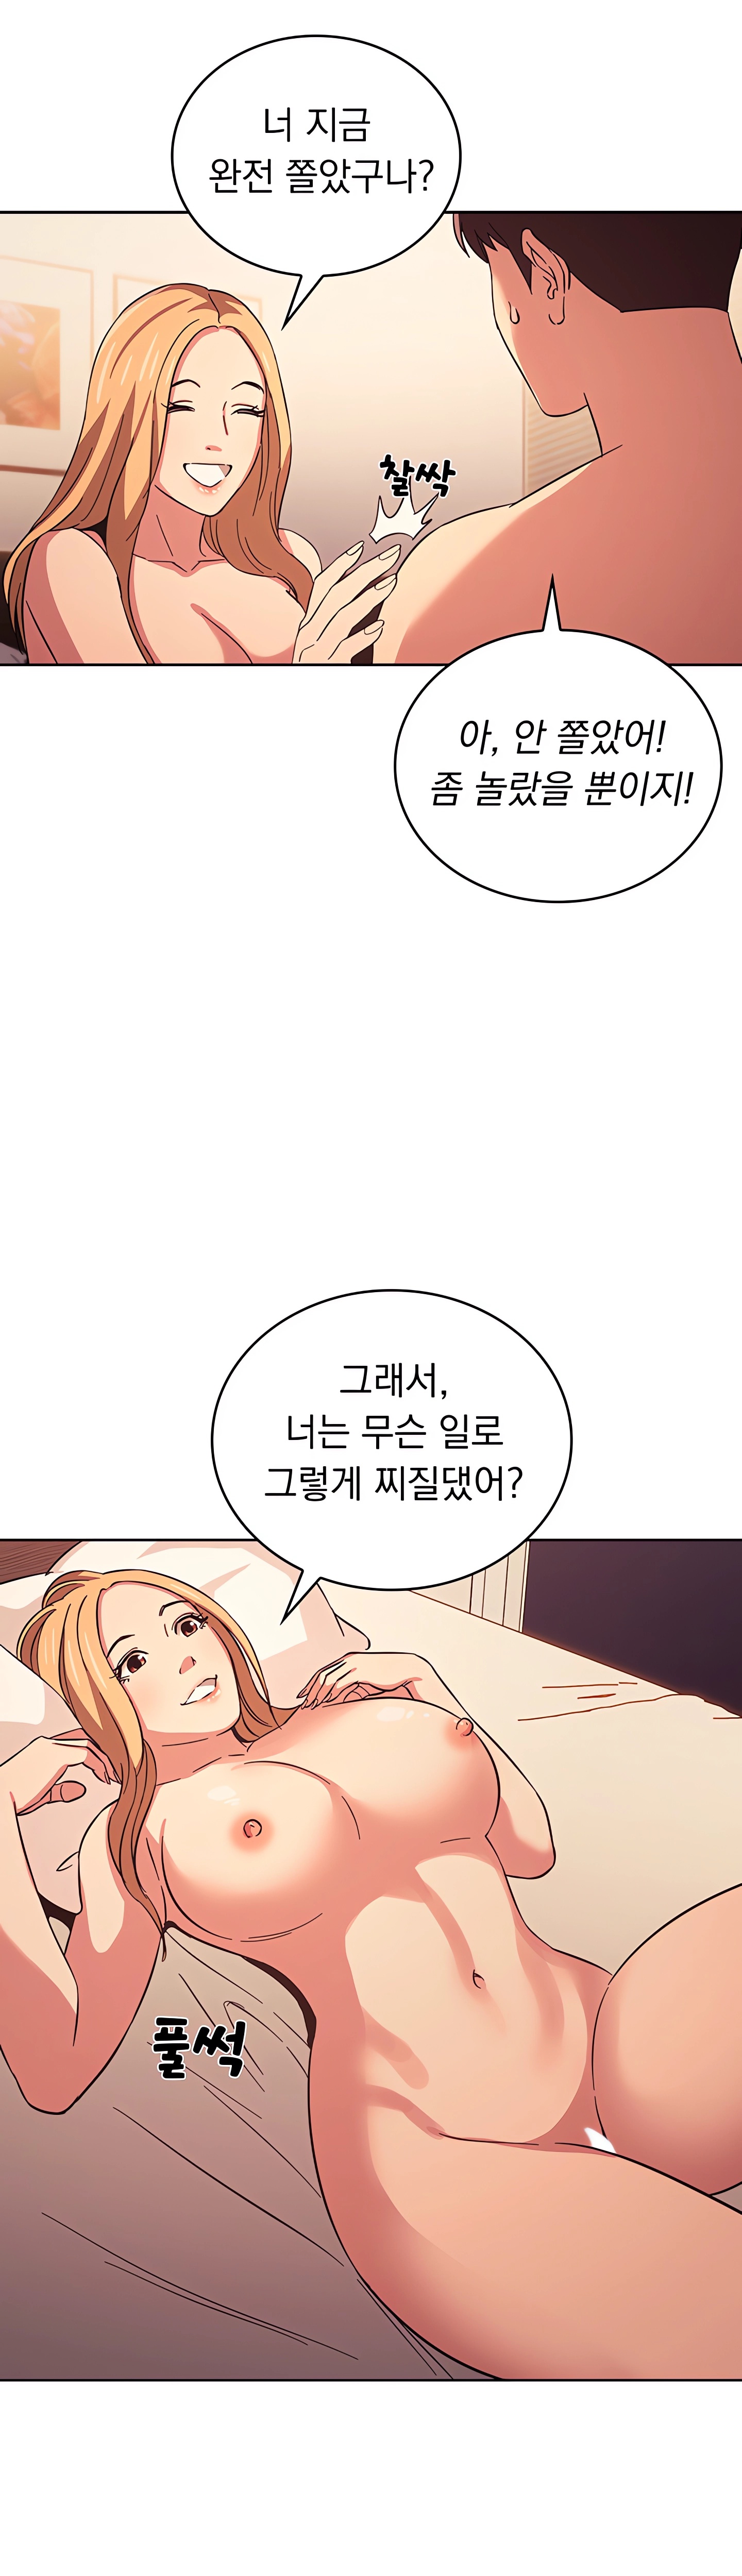 너 지금
완전 쫄았구나?
찰싹
아, 안 쫄았어!
좀 놀랐을 뿐이지!
그래서,
너는 무슨 일로
그렇게 찌질댔어?
풀썩